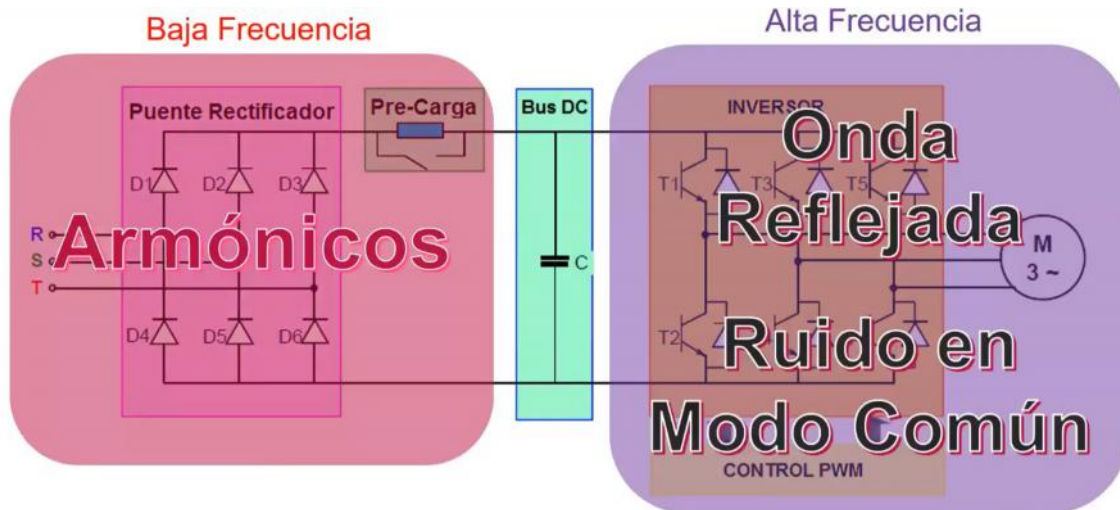 Baja Frecuencia
Alta Frecuencia
Puente Rectificador
Pre-Carga
Bus DC
INVERSOR
D1
D2
D3
T1
T3
T5
Onda
Reflejada
Armónicos
R
S
T
C
M
3 ~
D4
D5
D6
T2
Ruido en
Modo Común
CONTROL PWM